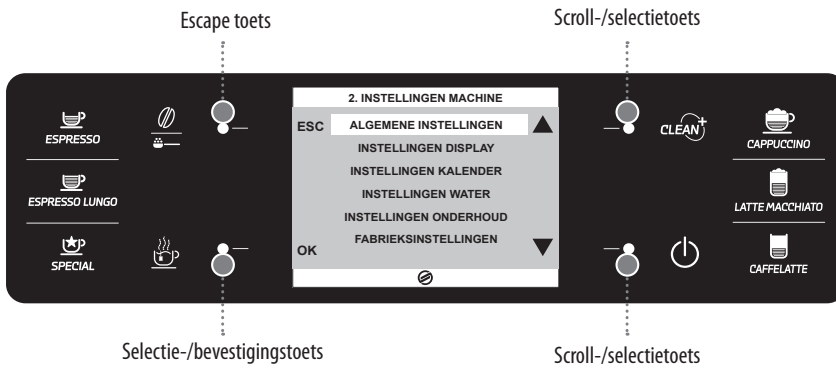 Escape toets
Scroll-/selectietoets
2. INSTELLINGEN MACHINE
ESC
ALGEMENE INSTELLINGEN
INSTELLINGEN DISPLAY
INSTELLINGEN KALENDER
INSTELLINGEN WATER
INSTELLINGEN ONDERHOUD
FABRIEKSINSTELLINGEN
OK
ESPRESSO
ESPRESSO LUNGO
SPECIAL
CLEAN+
CAPPUCCINO
LATTE MACCHIATO
CAFFELATTE
Selectie-/bevestigingstoets
Scroll-/selectietoets